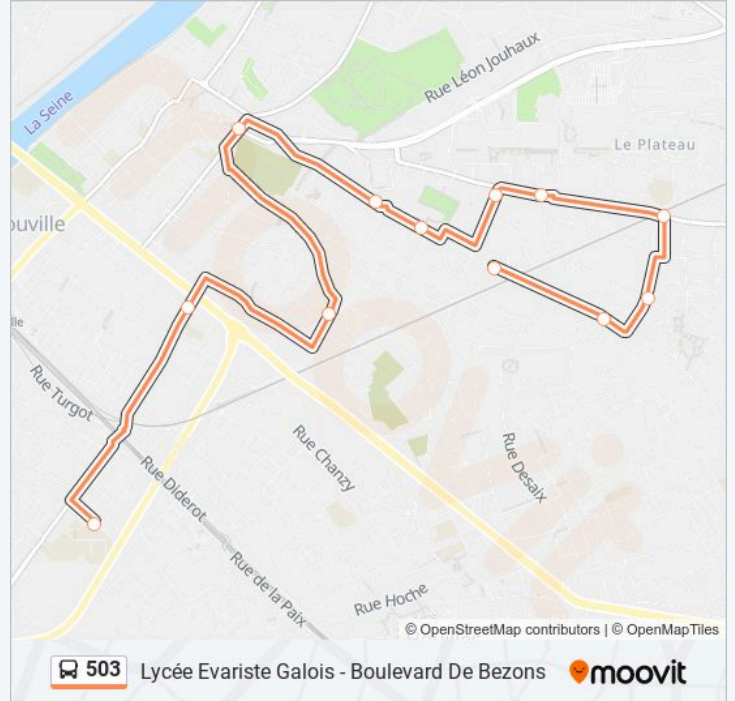 Rue Léon Jouhaux
La Seine
Le Plateau
ouville
lle
Rue Turgot
Rue Chanzy
Rue Desaix
Rue Diderot
Rue de la Paix
Rue Hoche
© OpenStreetMap contributors | © OpenMapTiles
503 Lycée Evariste Galois - Boulevard De Bezons moovit